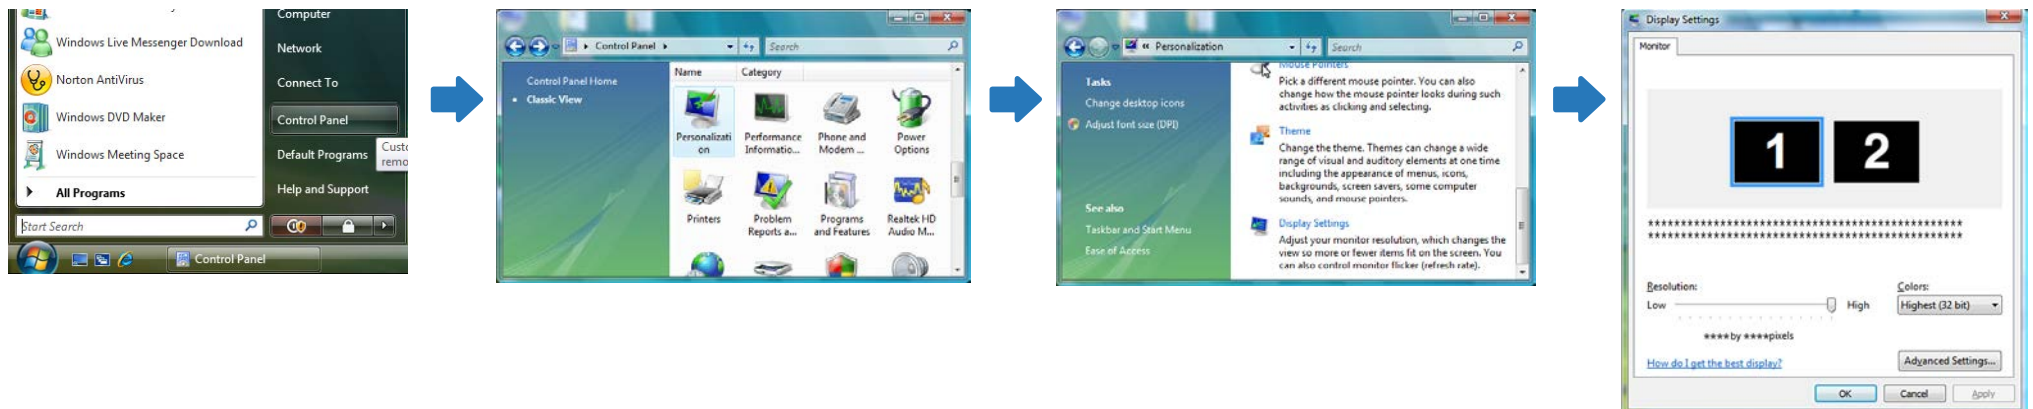 Computer
Windows Live Messenger Download
Network
Norton AntiVirus
Connect To
Windows DVD Maker
Control Panel
Windows Meeting Space
Default Programs
Custo
remo
All Programs
Help and Support
Start Search
Control Panel
Control Panel
Search
Control Panel Home
Classic View
Name Category
Personalizati
on
Performance
Informatio...
Phone and
Modem ...
Power
Options
Printers
Problem
Reports a...
Programs
and Features
Realtek HD
Audio M...
Personalization
Search
Tasks
Change desktop icons
Adjust font size (DPI)
See also
Taskbar and Start Menu
Ease of Access
Mouse Pointers
Pick a different mouse pointer. You can also
change how the mouse pointer looks during such
activities as clicking and selecting.
Theme
Change the theme. Themes can change a wide
range of visual and auditory elements at one time
including the appearance of menus, icons,
backgrounds, screen savers, some computer
sounds, and mouse pointers.
Display Settings
Adjust your monitor resolution, which changes the
view so more or fewer items fit on the screen. You
can also control monitor flicker (refresh rate).
Display Settings
Monitor
1 2
************************************************
************************************************
Resolution:
Low High
****by ****pixels
Colors:
Highest (32 bit)
How do I get the best display?
Advanced Settings...
OK Cancel Apply